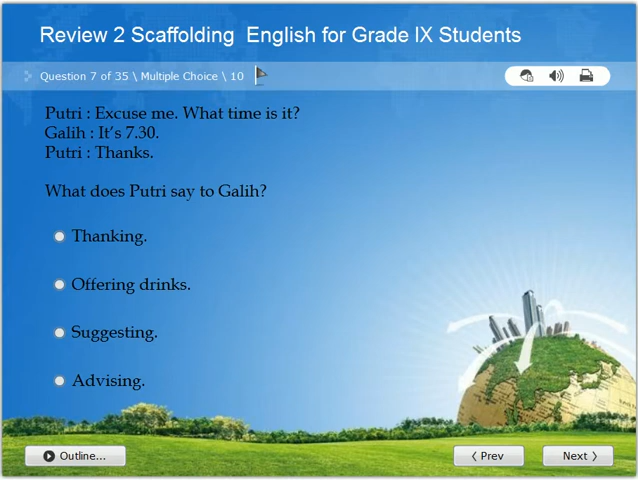 Review 2 Scaffolding English for Grade IX Students
Question 7 of 35 \ Multiple Choice \ 10
Putri : Excuse me. What time is it?
Galih : It's 7.30.
Putri : Thanks.
What does Putri say to Galih?
Thanking.
Offering drinks.
Suggesting.
Advising.
Outline...
Prev
Next